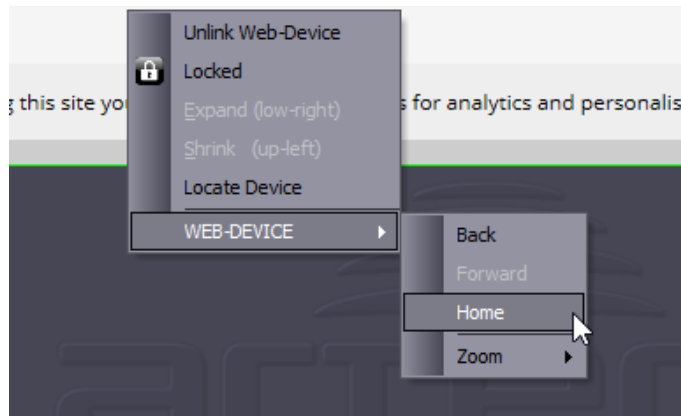 Unlink Web-Device
Locked
g this site you s for analytics and personalis
Expand (low-right)
Shrink (up-left)
Locate Device
WEB-DEVICE
Back
Forward
Home
Zoom